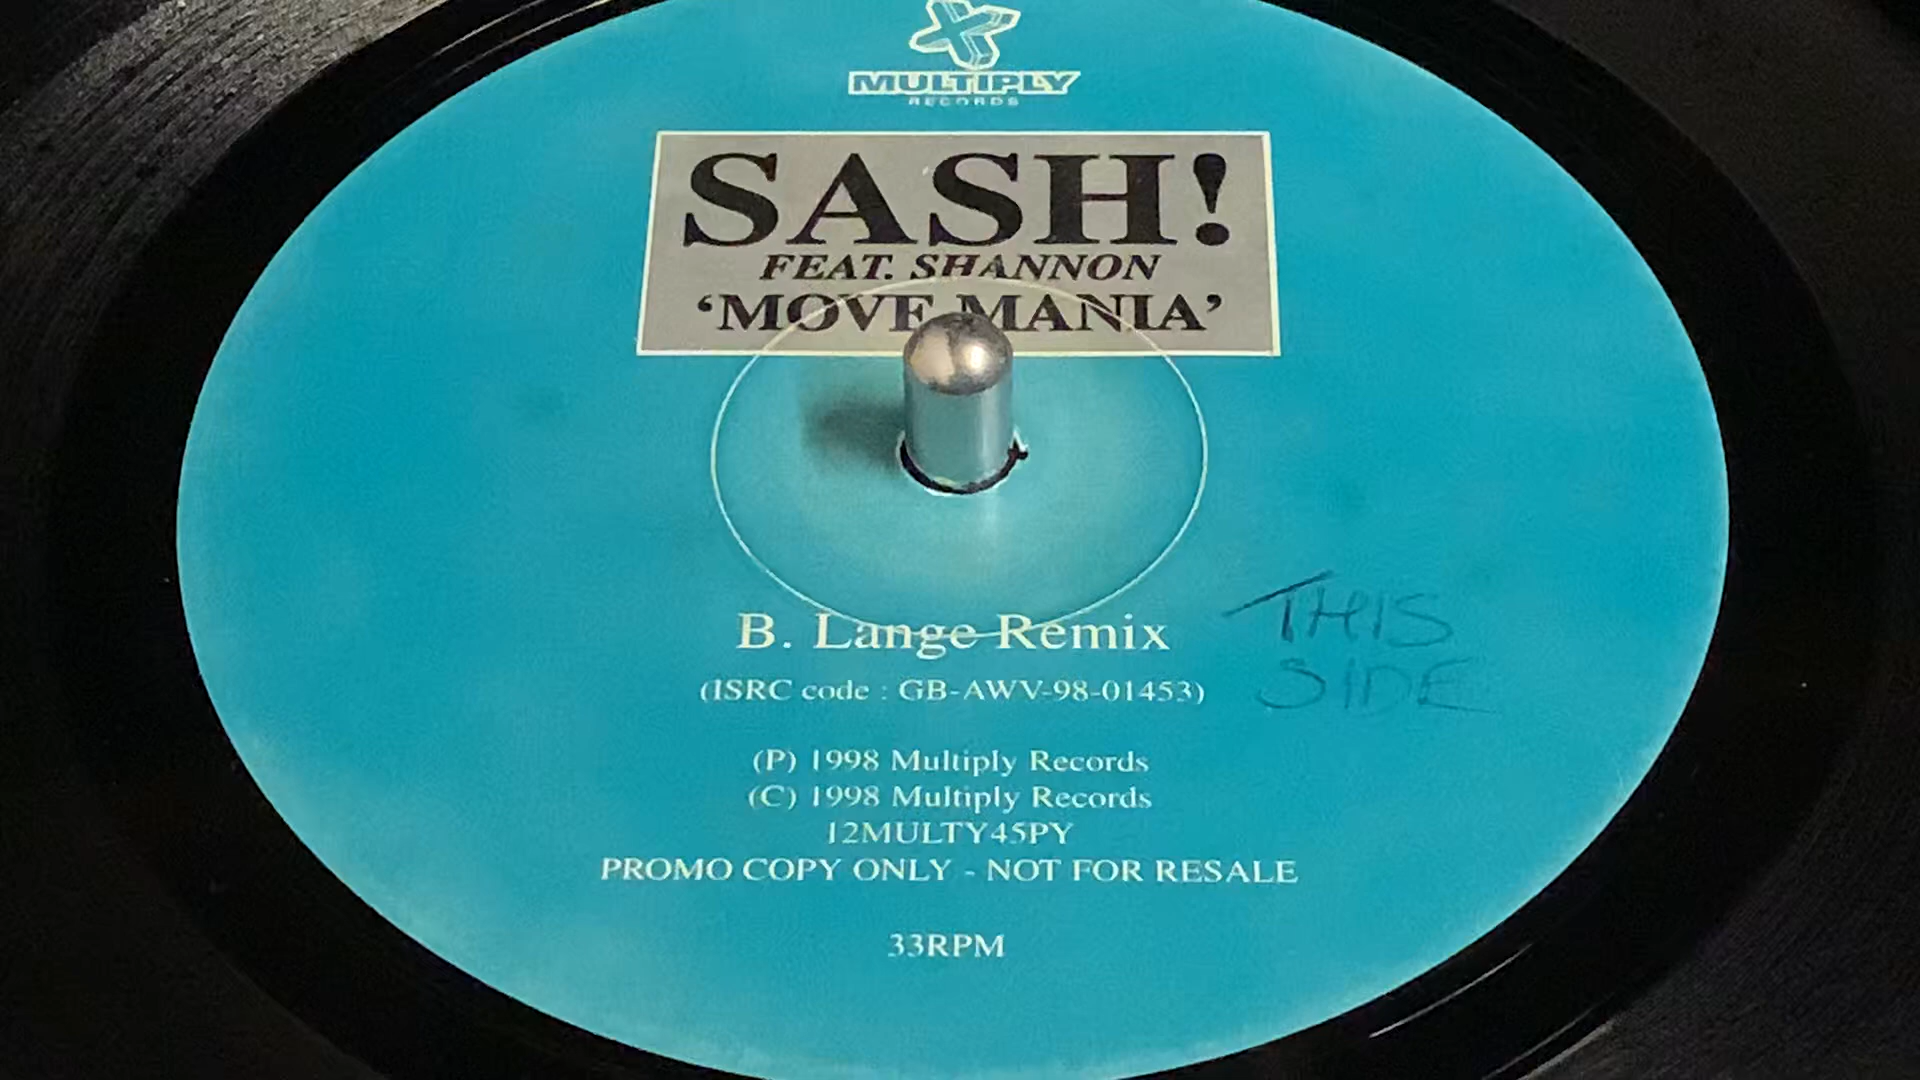 MULTIPLY
RECORDS
SASH!
FEAT. SHANNON
‘MOVE MANIA’
B. Lange Remix
(ISRC code : GB-AWV-98-01453)
THIS
SIDE
(P) 1998 Multiply Records
(C) 1998 Multiply Records
12MULTY45PY
PROMO COPY ONLY - NOT FOR RESALE
33RPM